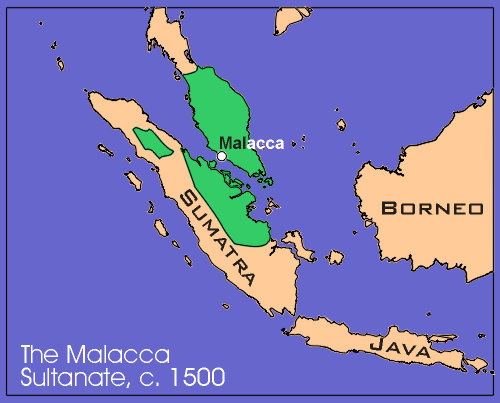 Malacca
SUMATRA
BORNEO
JAVA
The Malacca
Sultanate, c. 1500